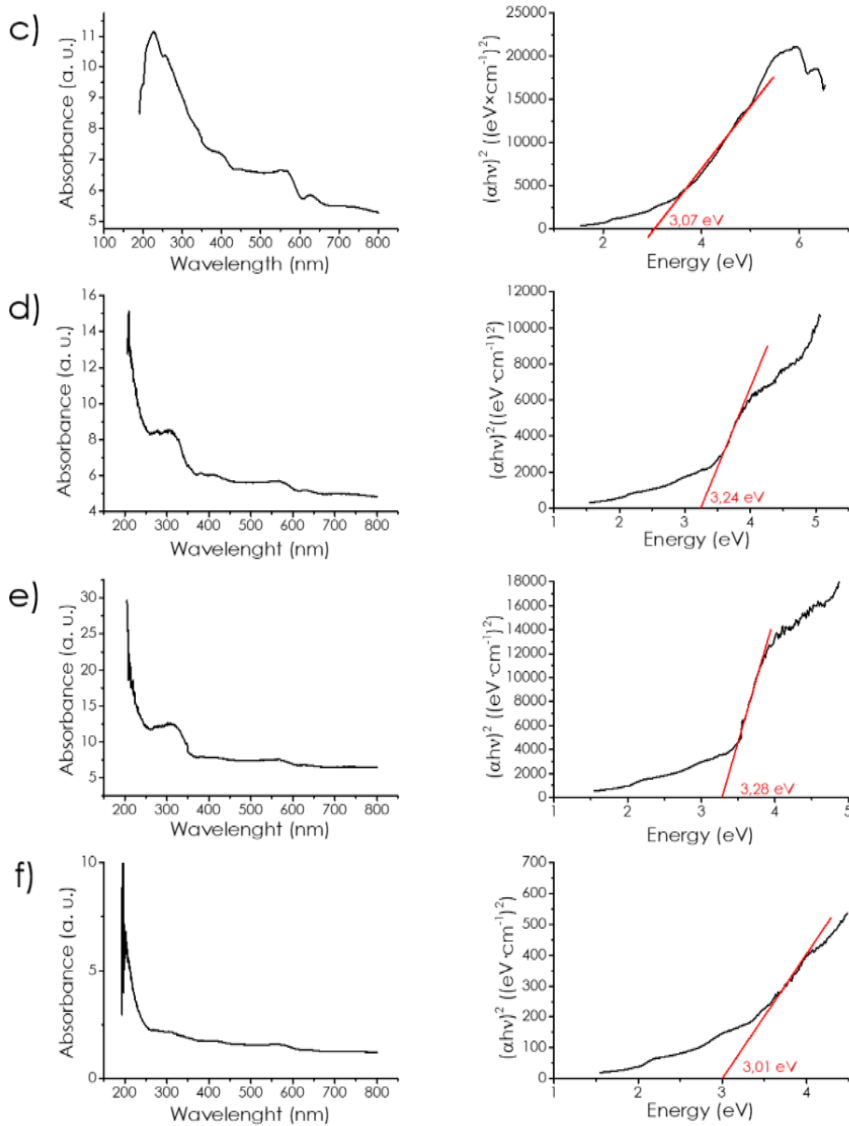 c)
Absorbance (a. u.)
11
10
9
8
7
6
5
100 200 300 400 500 600 700 800
Wavelength (nm)
(αhν)² ((eV×cm⁻¹)²)
25000
20000
15000
10000
5000
0
2 4 6
3,07 eV
Energy (eV)
d)
Absorbance (a. u.)
16
14
12
10
8
6
4
200 300 400 500 600 700 800
Wavelenght (nm)
(αhν)²((eV·cm⁻¹)²)
12000
10000
8000
6000
4000
2000
0
1 2 3 4 5
3,24 eV
Energy (eV)
e)
Absorbance (a. u.)
30
25
20
15
10
5
200 300 400 500 600 700 800
Wavelenght (nm)
(αhν)² ((eV·cm⁻¹)²)
18000
16000
14000
12000
10000
8000
6000
4000
2000
0
1 2 3 4 5
3,28 eV
Energy (eV)
f)
Absorbance (a. u.)
10
5
0
200 300 400 500 600 700 800
Wavelenght (nm)
(αhν)² ((eV·cm⁻¹)²)
700
600
500
400
300
200
100
0
1 2 3 4
3,01 eV
Energy (eV)